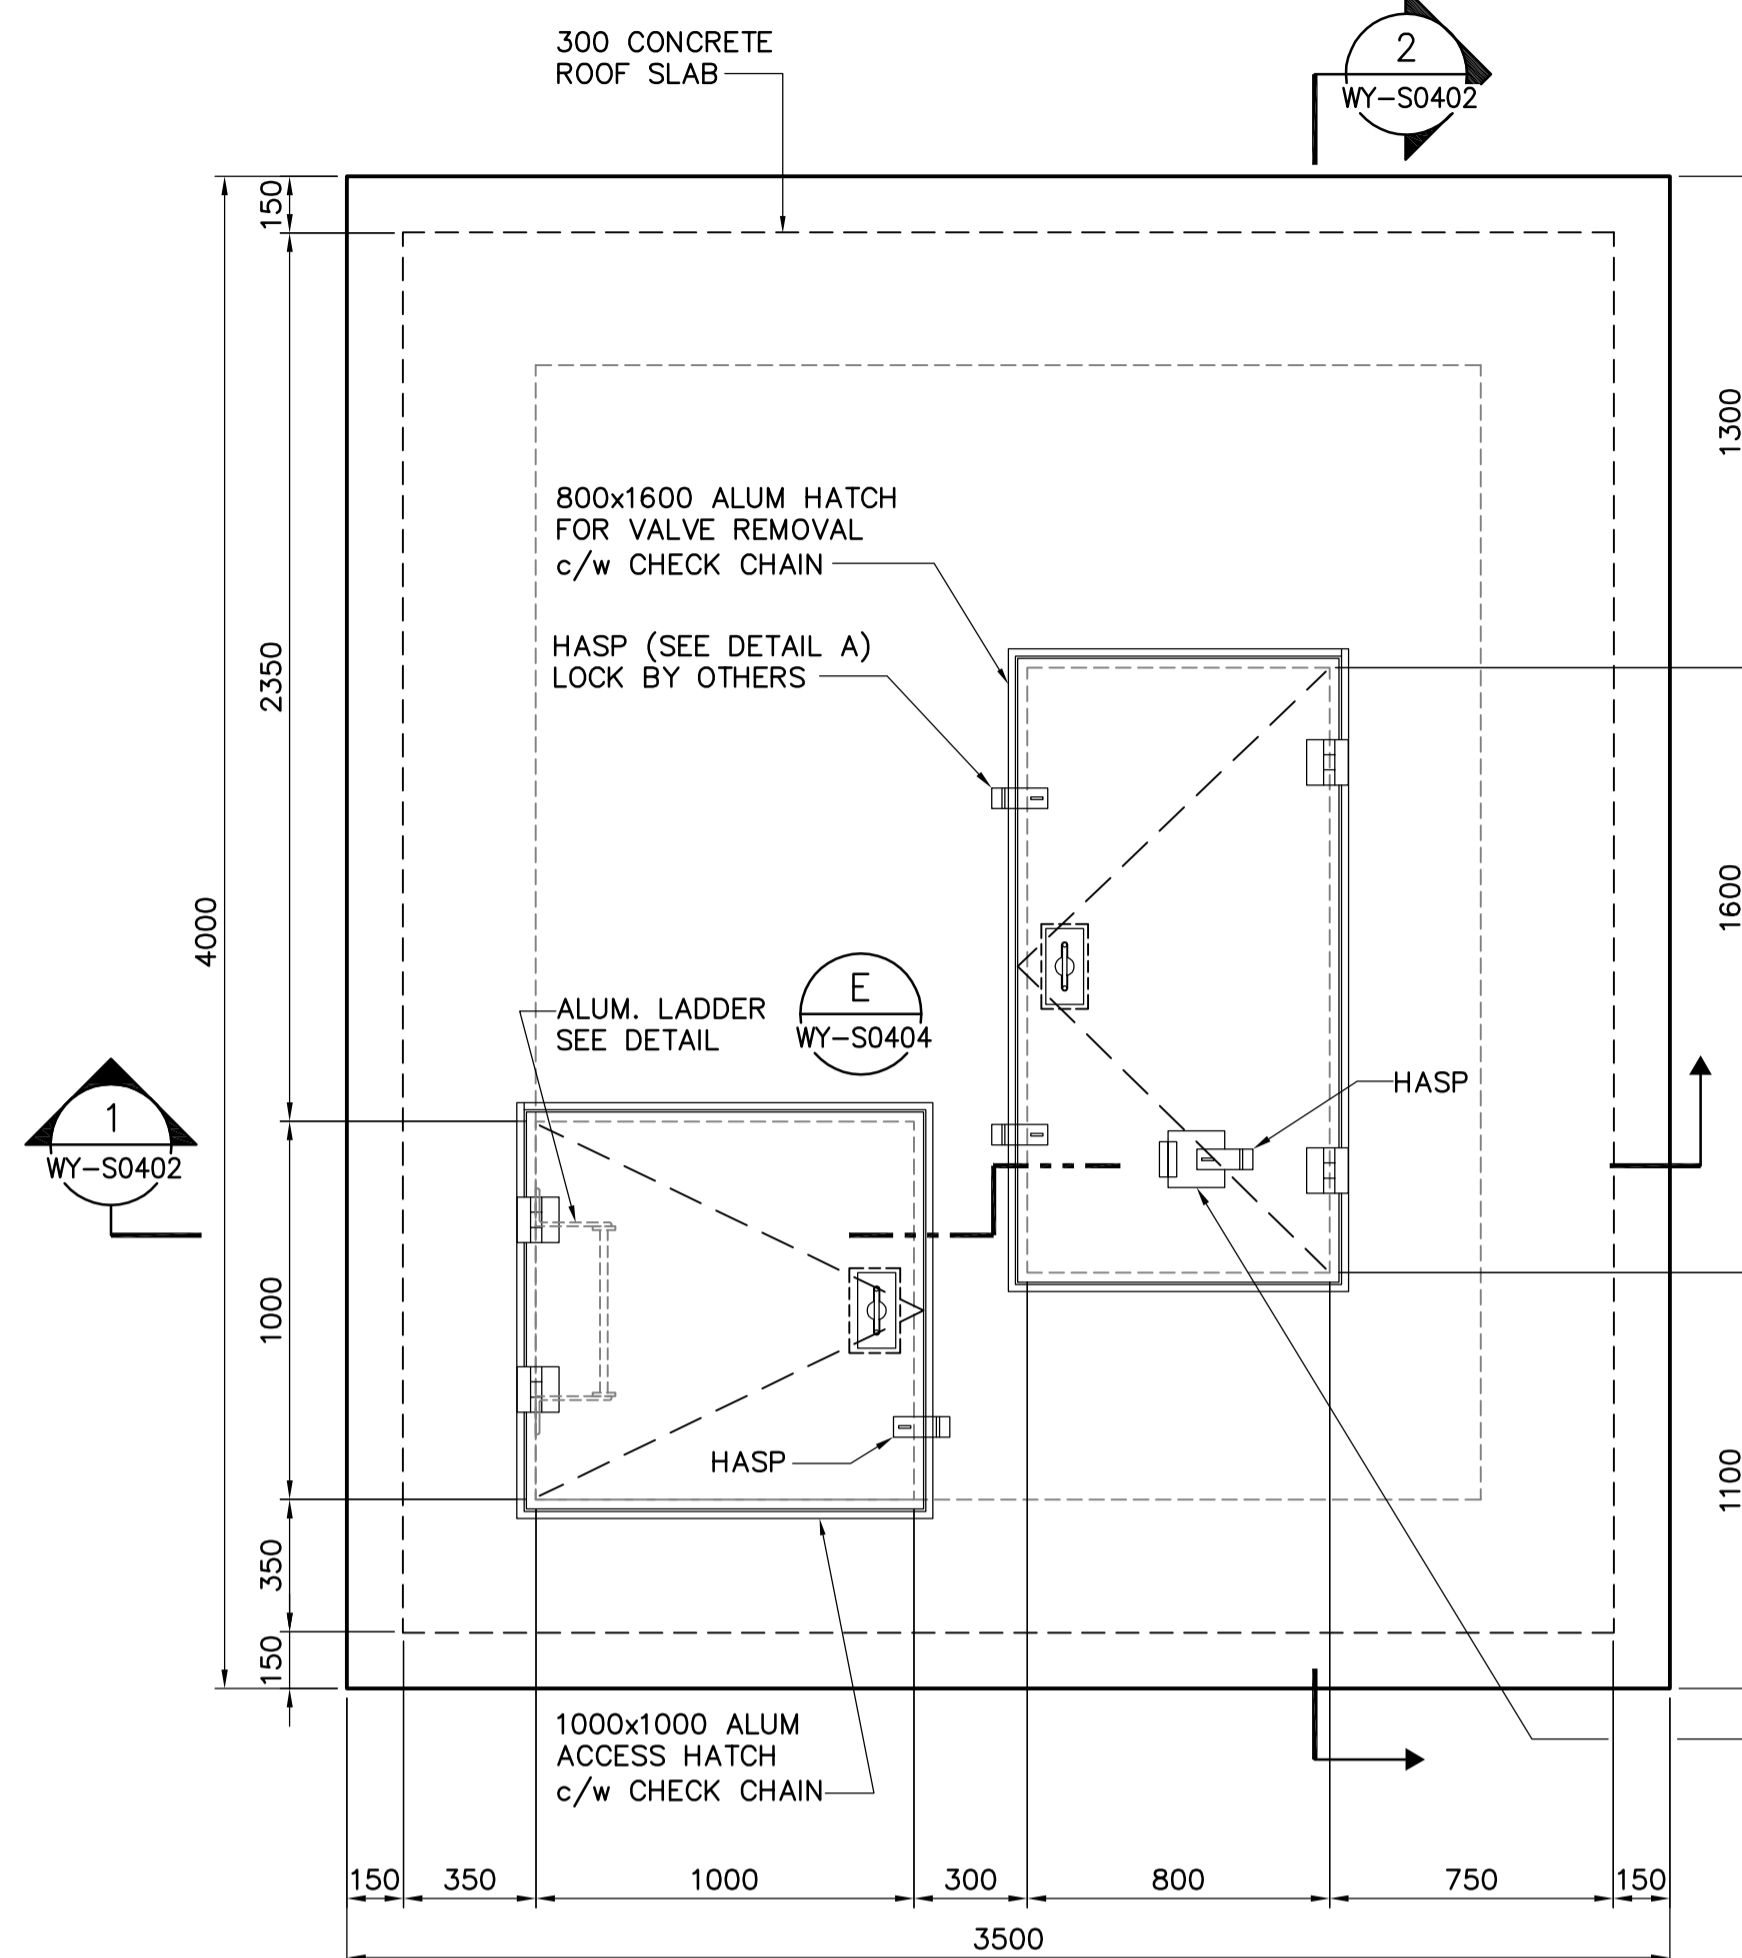 300 CONCRETE
ROOF SLAB
2
WY-S0402
150
1300
800x1600 ALUM HATCH
FOR VALVE REMOVAL
c/w CHECK CHAIN
HASP (SEE DETAIL A)
LOCK BY OTHERS
2350
4000
1600
E
WY-S0404
ALUM. LADDER
SEE DETAIL
HASP
1
WY-S0402
1000
HASP
1100
350
150
1000x1000 ALUM
ACCESS HATCH
c/w CHECK CHAIN
150 350 1000 300 800 750 150
3500